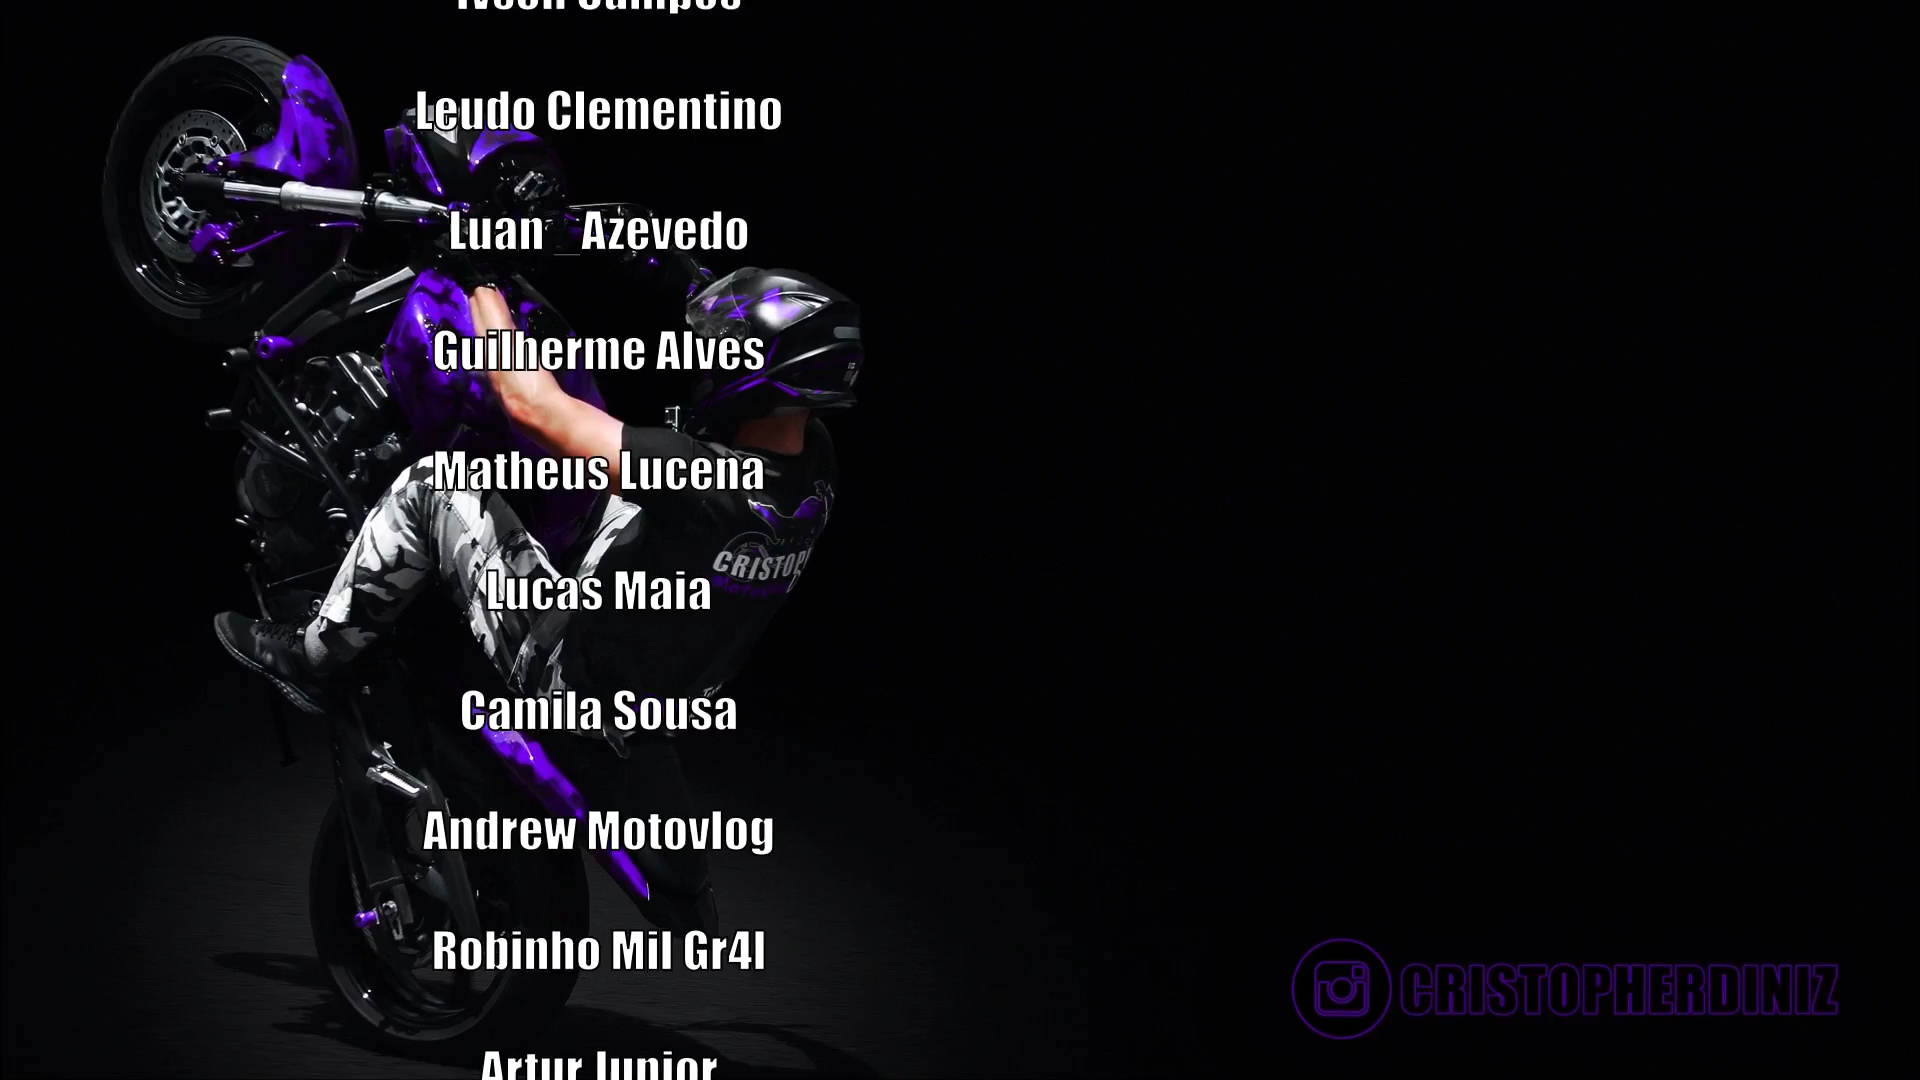 Leudo Clementino
Luan _Azevedo
Guilherme Alves
Matheus Lucena
Lucas Maia
CRISTOP
Camila Sousa
Andrew Motovlog
Robinho Mil Gr4l
CRISTOPHERDINIZ
Artur Junior